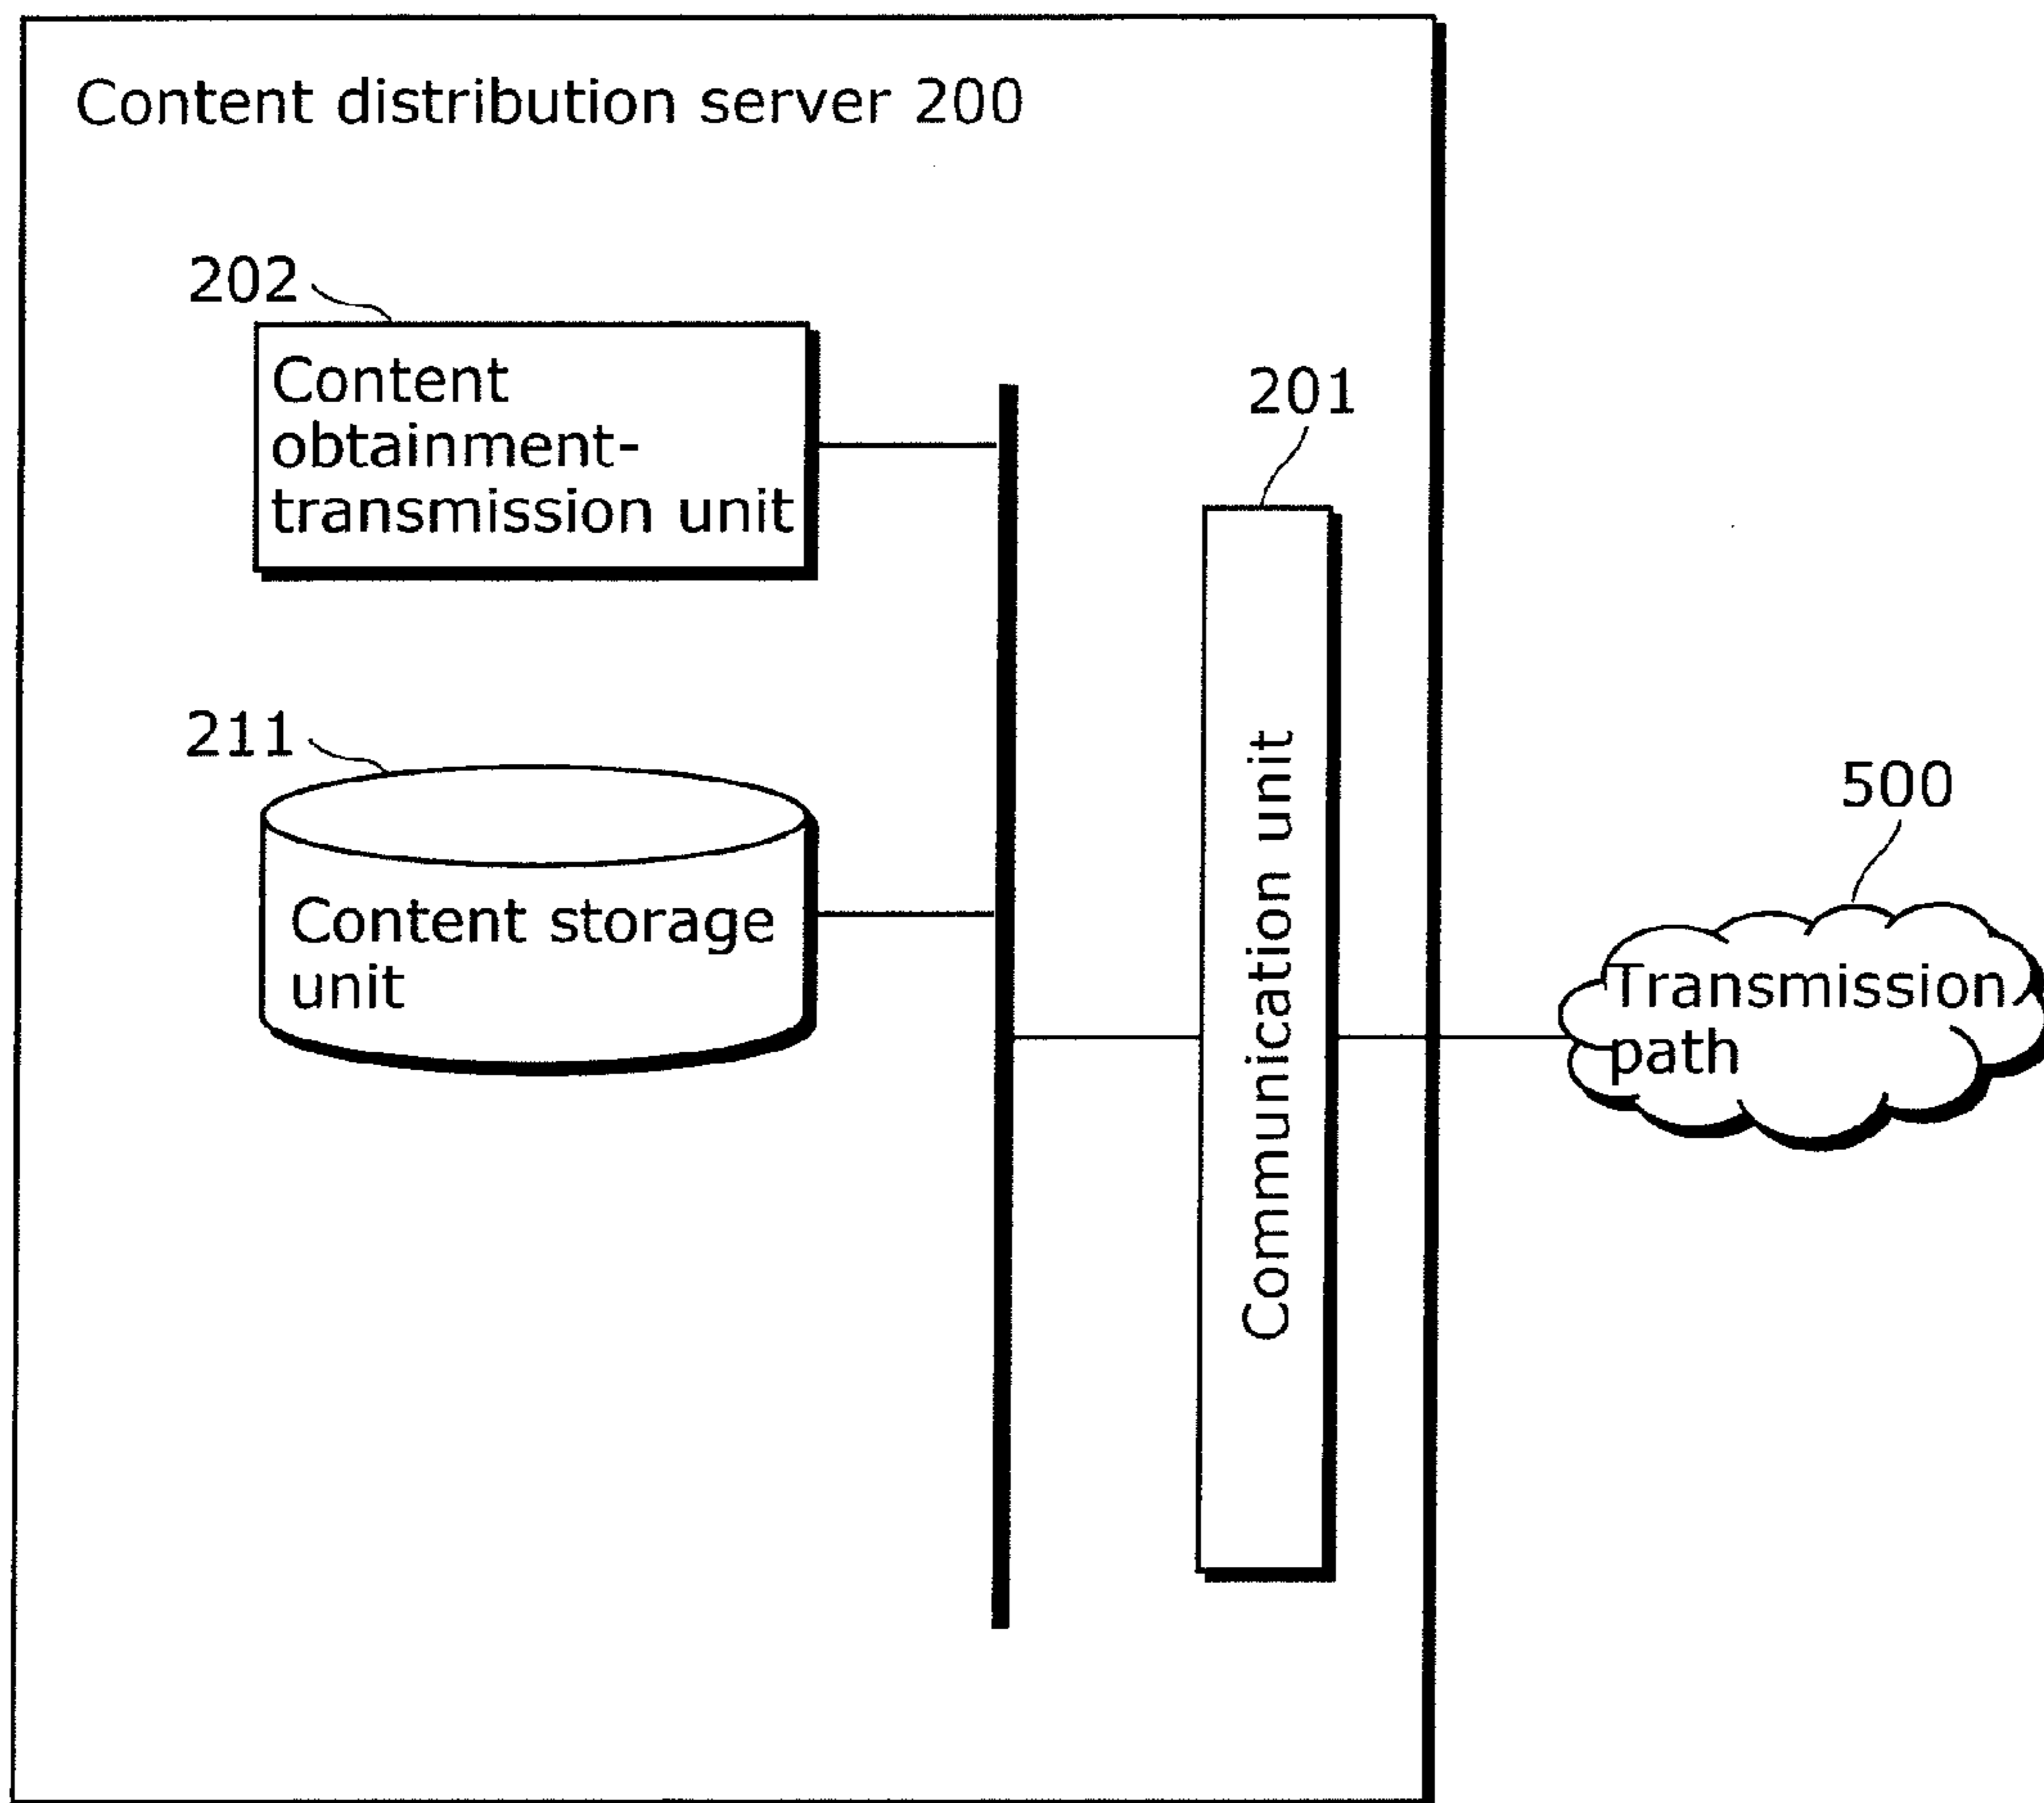 Content distribution server 200
202
Content
obtainment-
transmission unit
201
211
Content storage
unit
Communication unit
500
Transmission
path